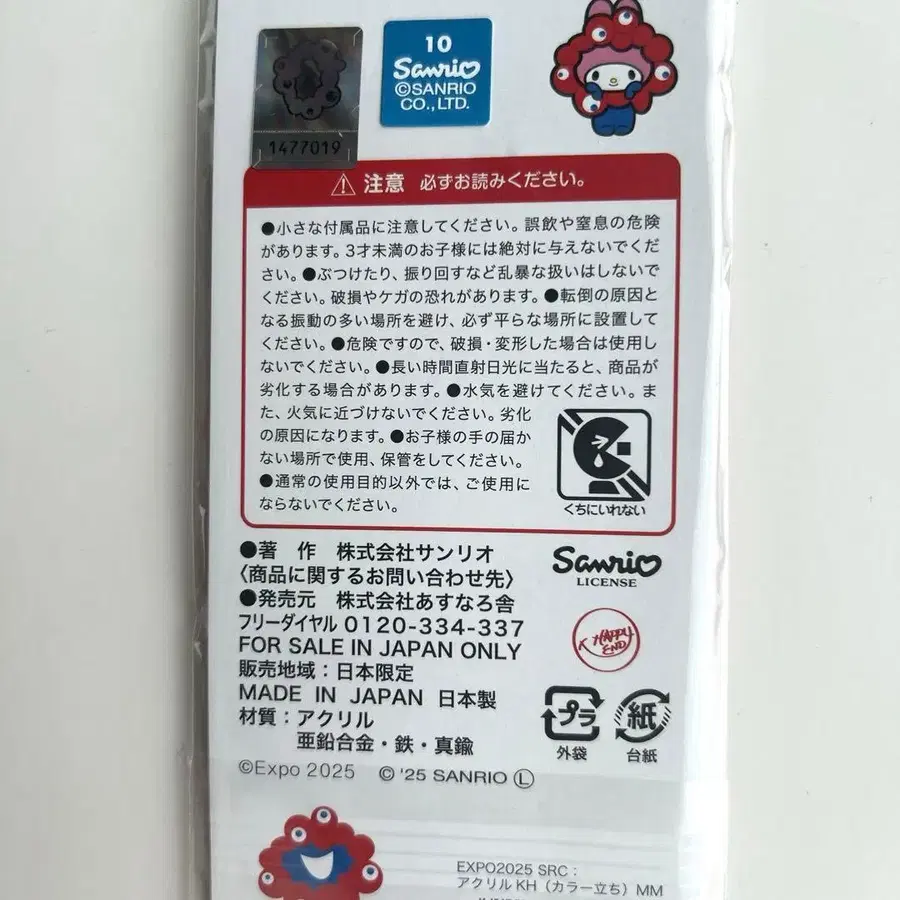 1477019
10
Sanrio
©SANRIO
CO., LTD.
注意 必ずお読みください。
●小さな付属品に注意してください。誤飲や窒息の危険
があります。3才未満のお子様には絶対に与えないでくだ
さい。●ぶつけたり、振り回すなど乱暴な扱いはしないで
ください。破損やケガの恐れがあります。●転倒の原因と
なる振動の多い場所を避け、必ず平らな場所に設置して
ください。●危険ですので、破損・変形した場合は使用し
ないでください。●長い時間直射日光に当たると、商品が
劣化する場合があります。●水気を避けてください。ま
た、火気に近づけないでください。劣化
の原因になります。●お子様の手の届か
ない場所で使用、保管をしてください。
●通常の使用目的以外では、ご使用に
ならないでください。
くちにいれない
●著 作 株式会社サンリオ
〈商品に関するお問い合わせ先〉
●発売元 株式会社あすなろ舎
フリーダイヤル 0120-334-337
FOR SALE IN JAPAN ONLY
販売地域：日本限定
MADE IN JAPAN 日本製
材質：アクリル
亜鉛合金・鉄・真鍮
©Expo 2025 © '25 SANRIO Ⓛ
Sanrio
LICENSE
K HAPPY
END
プラ
外袋
紙
台紙
EXPO2025 SRC：
アクリルKH（カラー立ち）MM